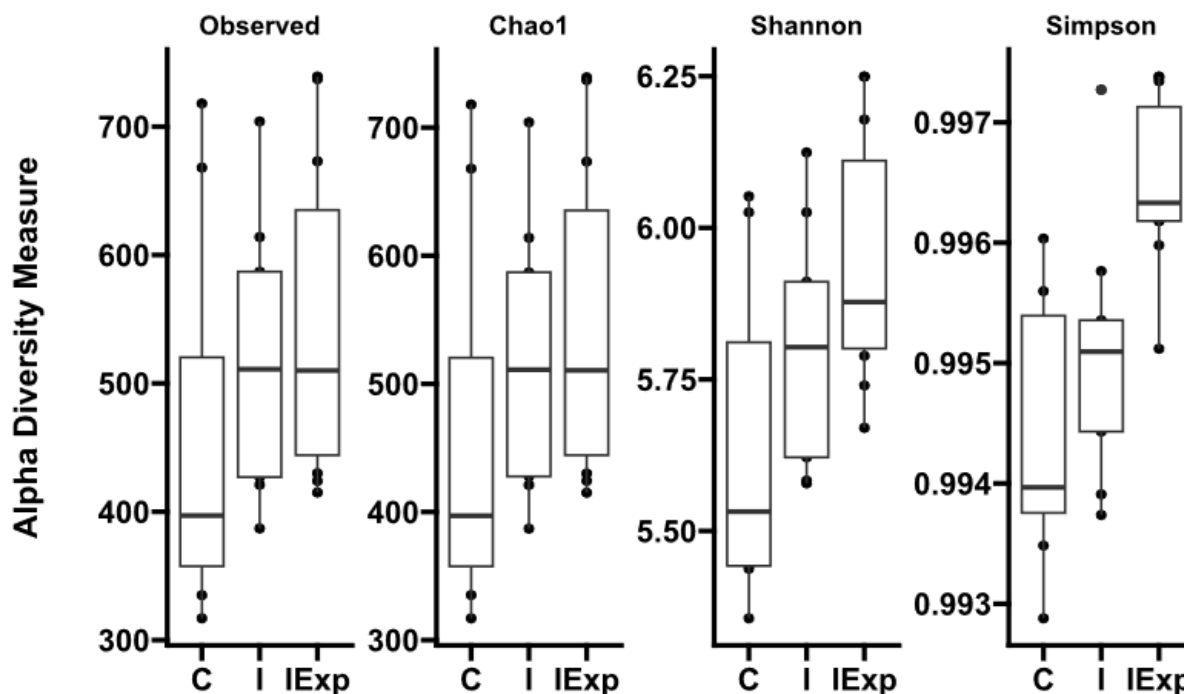 Observed
Chao1
Shannon
Simpson
Alpha Diversity Measure
700
600
500
400
300
C I IExp
700
600
500
400
300
C I IExp
6.25
6.00
5.75
5.50
C I IExp
0.997
0.996
0.995
0.994
0.993
C I IExp